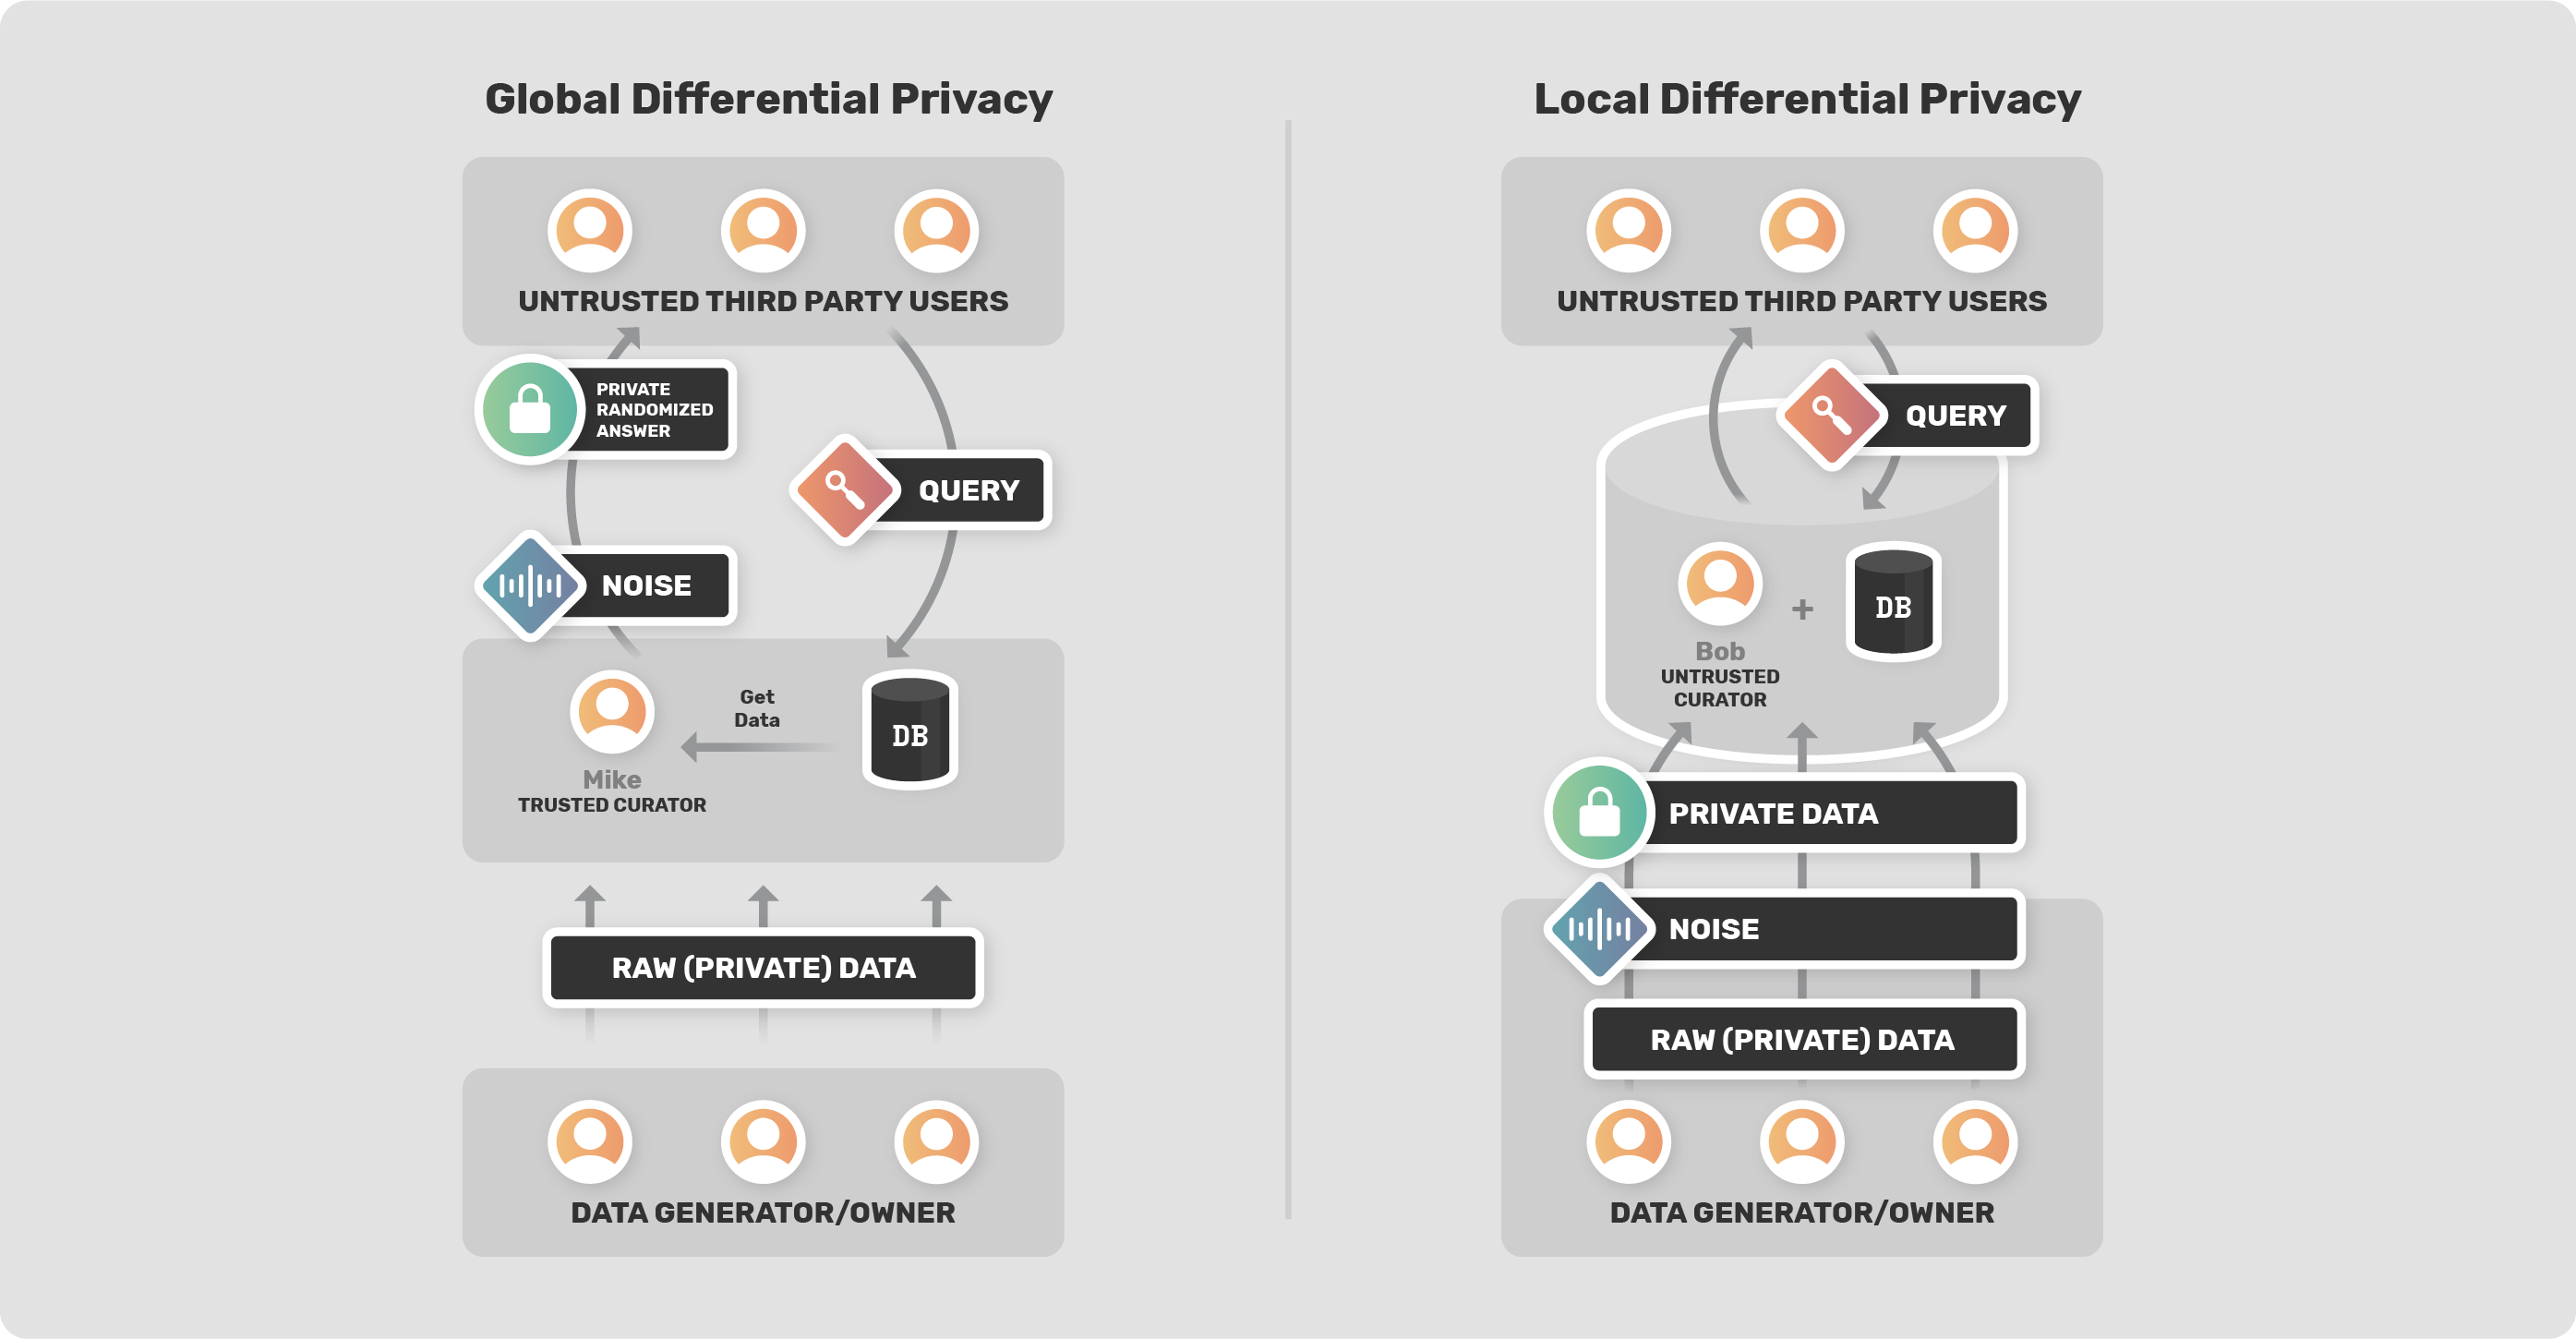 Global Differential Privacy
UNTRUSTED THIRD PARTY USERS
PRIVATE
RANDOMIZED
ANSWER
QUERY
NOISE
Get
Data
DB
Mike
TRUSTED CURATOR
RAW (PRIVATE) DATA
DATA GENERATOR/OWNER
Local Differential Privacy
UNTRUSTED THIRD PARTY USERS
QUERY
Bob
UNTRUSTED
CURATOR
+
DB
PRIVATE DATA
NOISE
RAW (PRIVATE) DATA
DATA GENERATOR/OWNER